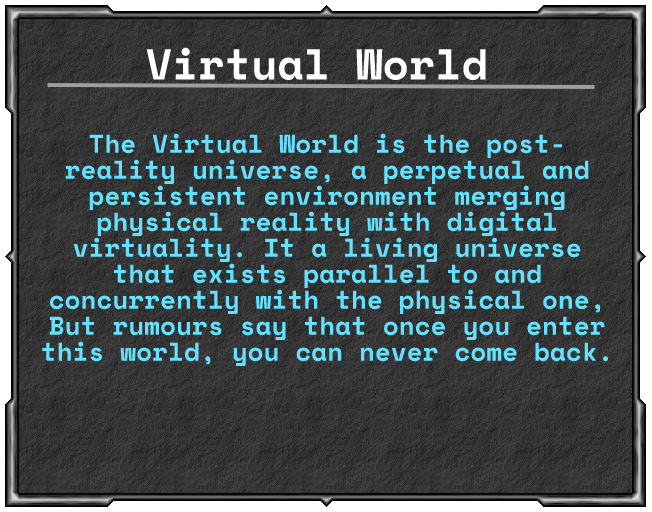 Virtual World
The Virtual World is the post-
reality universe, a perpetual and
persistent environment merging
physical reality with digital
virtuality. It a living universe
that exists parallel to and
concurrently with the physical one,
But rumours say that once you enter
this world, you can never come back.